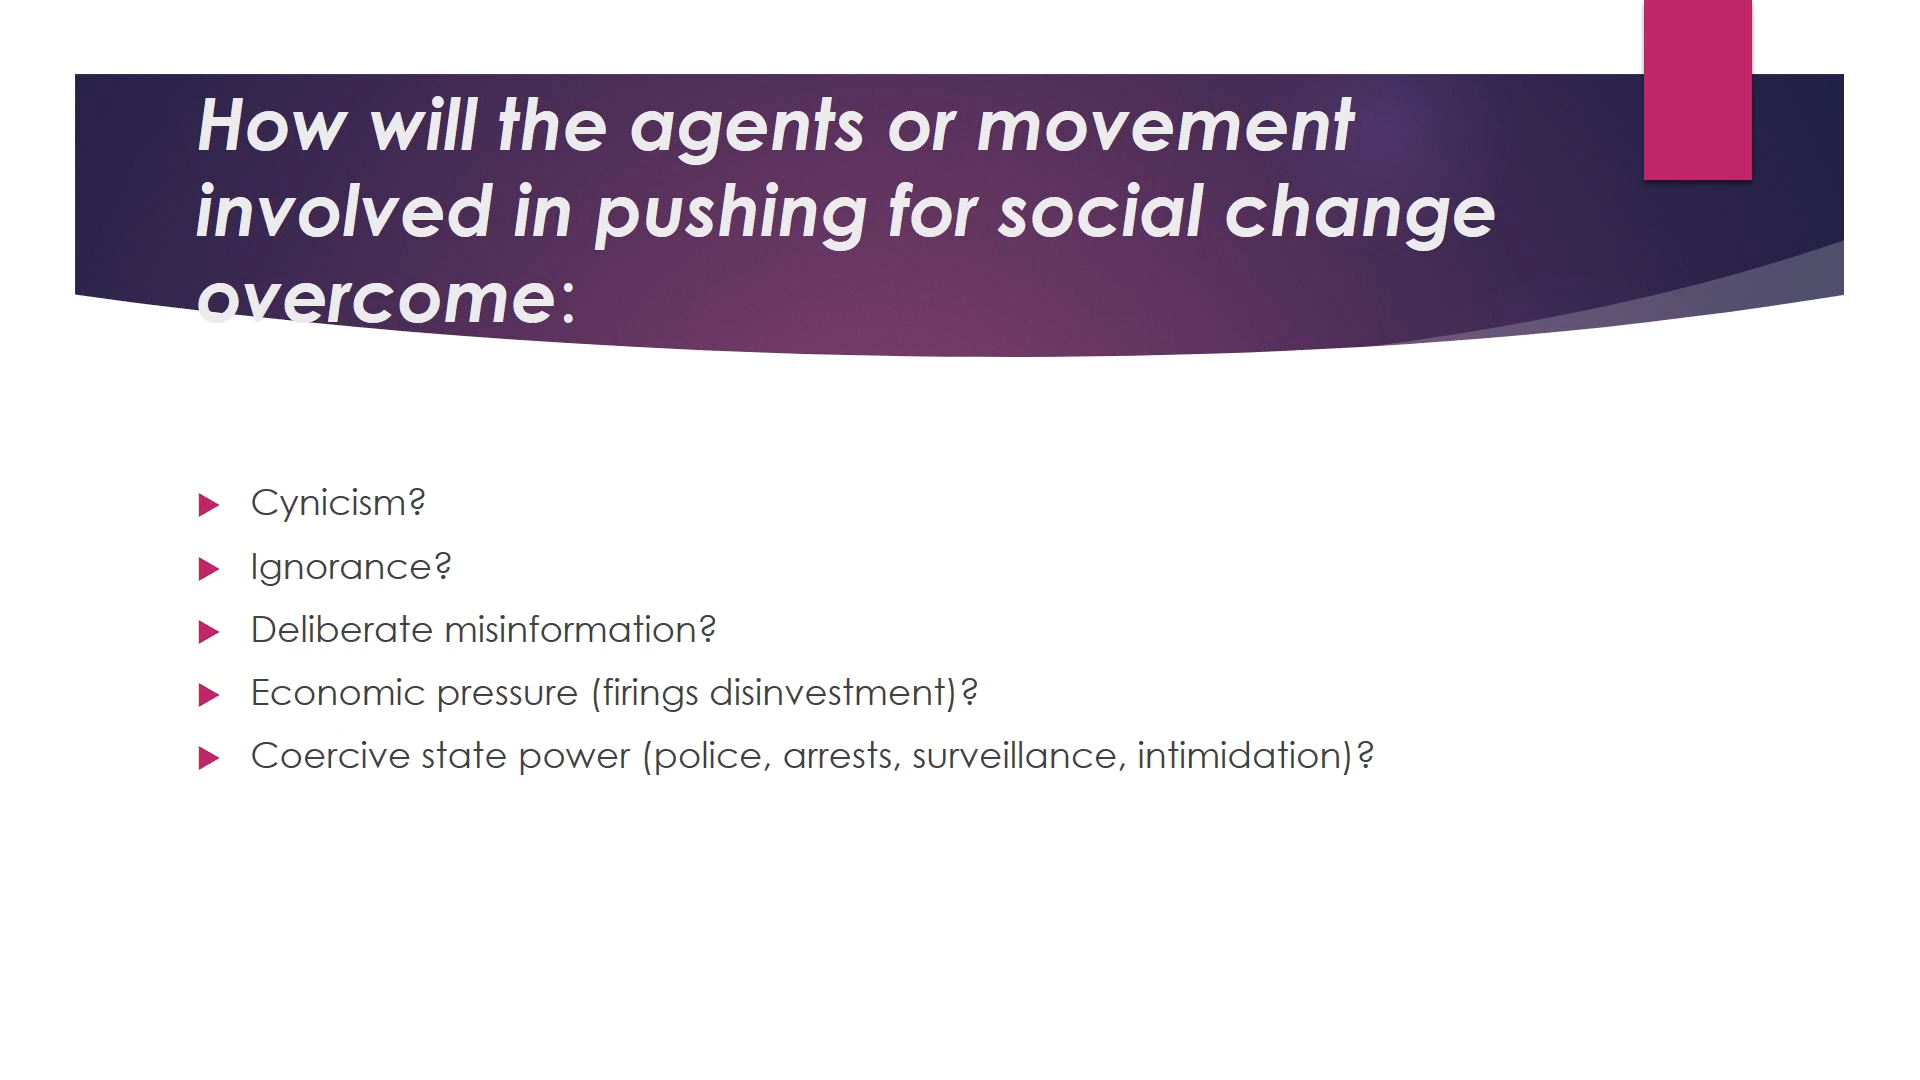 How will the agents or movement
involved in pushing for social change
overcome:
Cynicism?
Ignorance?
Deliberate misinformation?
Economic pressure (firings disinvestment)?
Coercive state power (police, arrests, surveillance, intimidation)?